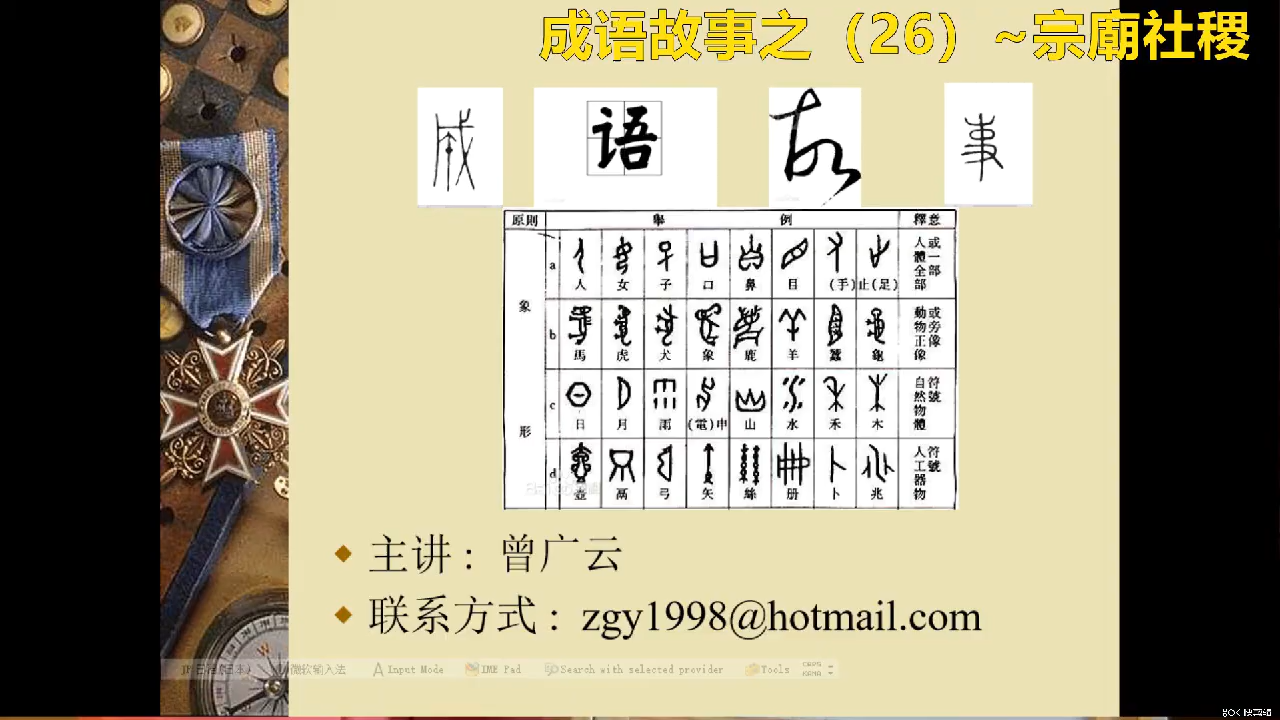 成语故事之（26）~宗廟社稷
成 语 故 事
原則 舉 例 釋意
象形
a 人 女 子 口 鼻 目 (手) 止(足) 人體全部或一部
b 馬 虎 犬 象 鹿 羊 蠶 龜 動物正像或旁像
c 日 月 雨 (電)申 山 水 禾 木 自然物體符號
d 壺 鬲 弓 矢 絲 册 卜 兆 人工器物符號
主讲：曾广云
联系方式：zgy1998@hotmail.com
Input Mode IME Pad Search with selected provider Tools CAPS KANA